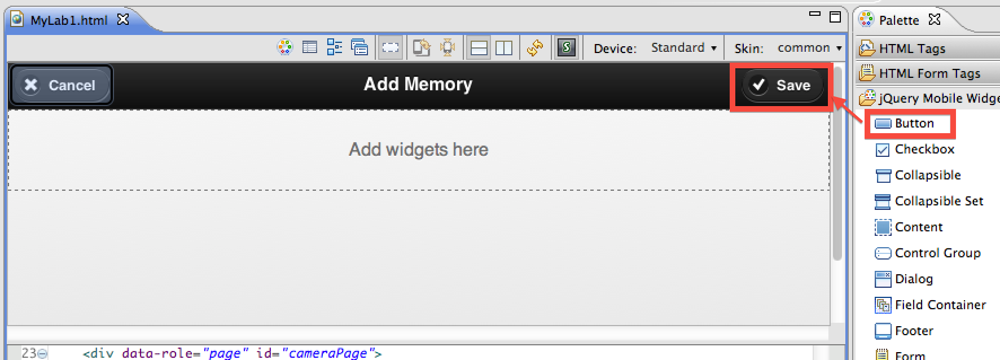 MyLab1.html
Palette
Device: Standard
Skin: common
HTML Tags
HTML Form Tags
jQuery Mobile Widge
Cancel
Add Memory
Save
Add widgets here
Button
Checkbox
Collapsible
Collapsible Set
Content
Control Group
Dialog
Field Container
Footer
Form
23 <div data-role="page" id="cameraPage">